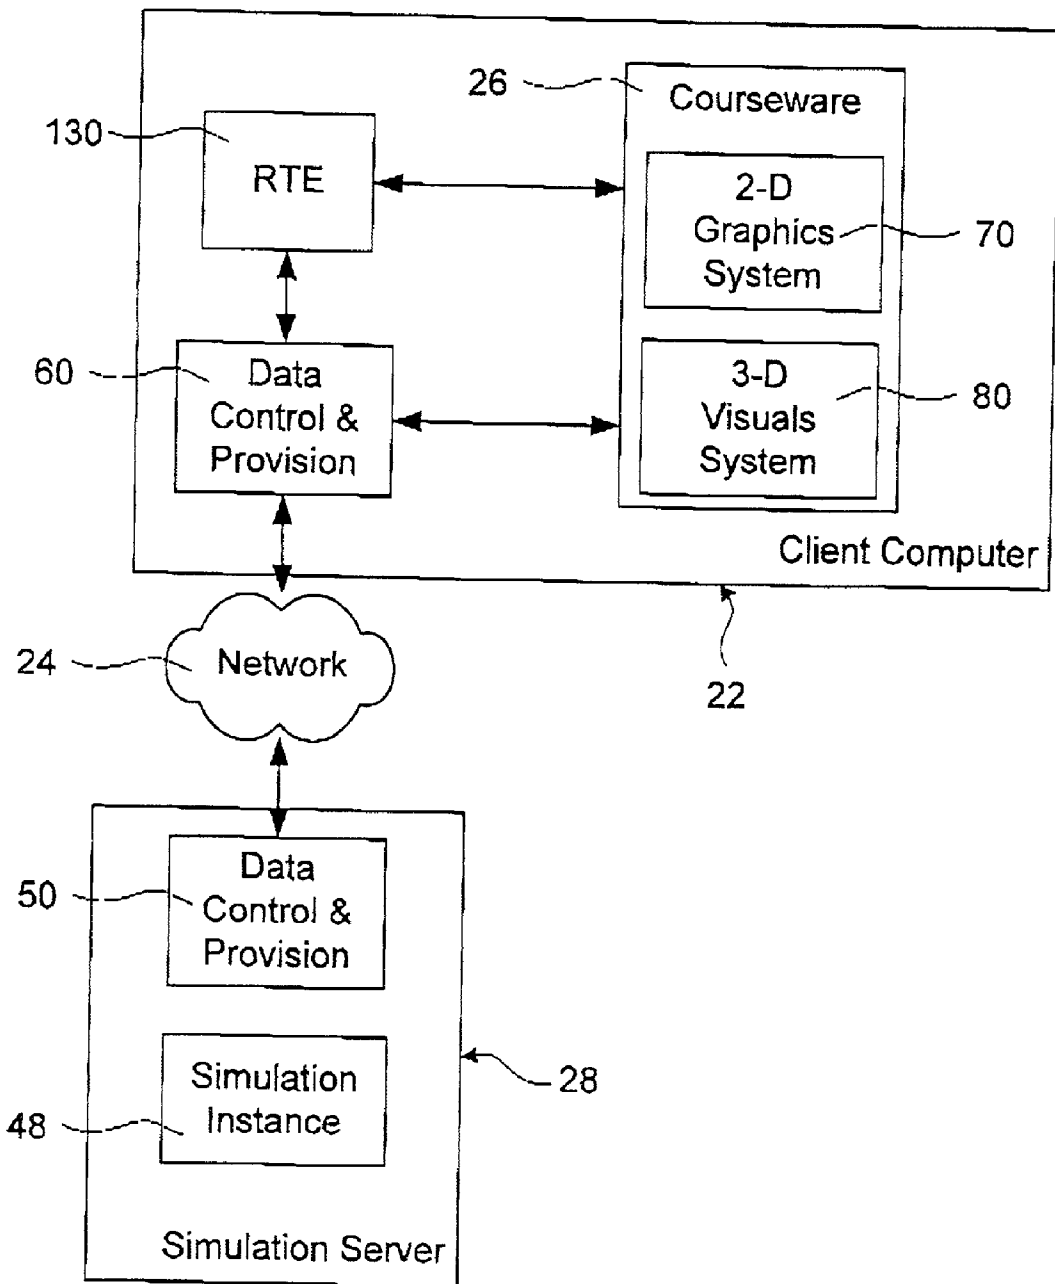 26
Courseware
130
RTE
2-D
Graphics
System
70
60
Data
Control &
Provision
3-D
Visuals
System
80
Client Computer
24
Network
22
Data
Control &
Provision
50
28
Simulation
Instance
48
Simulation Server